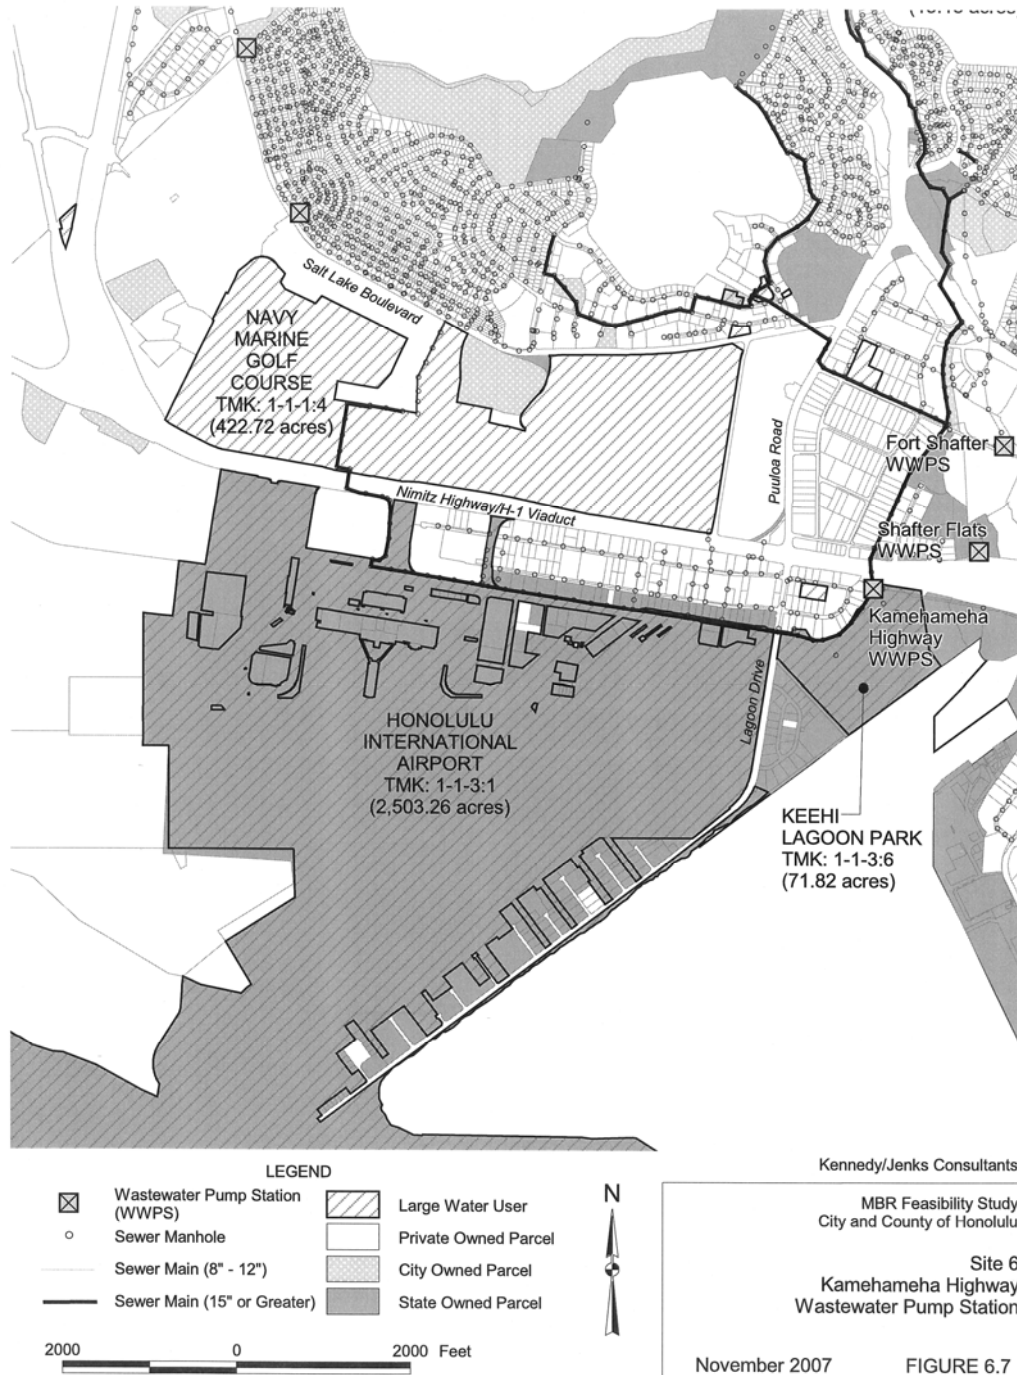 Salt Lake Boulevard
NAVY
MARINE
GOLF
COURSE
TMK: 1-1-1:4
(422.72 acres)
Puuloa Road
Fort Shafter
WWPS
Nimitz Highway/H-1 Viaduct
Shafter Flats
WWPS
Kamehameha
Highway
WWPS
Lagoon Drive
HONOLULU
INTERNATIONAL
AIRPORT
TMK: 1-1-3:1
(2,503.26 acres)
KEEHI
LAGOON PARK
TMK: 1-1-3:6
(71.82 acres)
LEGEND
Wastewater Pump Station
(WWPS)
Sewer Manhole
Sewer Main (8" - 12")
Sewer Main (15" or Greater)
Large Water User
Private Owned Parcel
City Owned Parcel
State Owned Parcel
2000 0 2000 Feet
N
Kennedy/Jenks Consultants
MBR Feasibility Study
City and County of Honolulu
Site 6
Kamehameha Highway
Wastewater Pump Station
November 2007 FIGURE 6.7